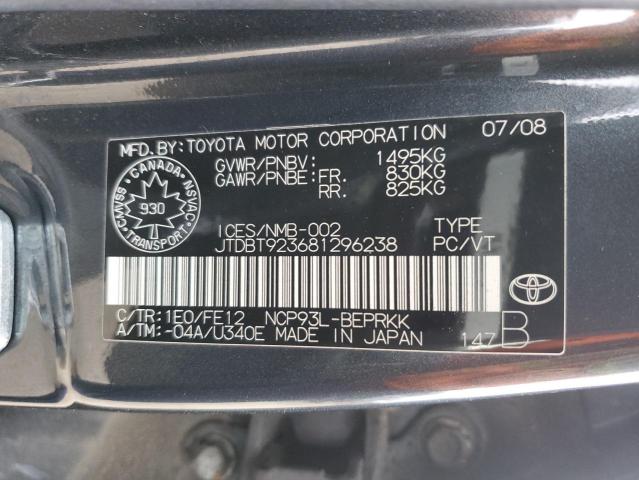 MFD.BY:TOYOTA MOTOR CORPORATION 07/08
GVWR/PNBV: 1495KG
GAWR/PNBE:FR. 830KG
RR. 825KG
CANADA
CMVSS NSVAC
930
TRANSPORT
ICES/NMB-002 TYPE
JTDBT923681296238 PC/VT
C/TR:1E0/FE12 NCP93L-BEPRKK
A/TM:-04A/U340E MADE IN JAPAN 147 B